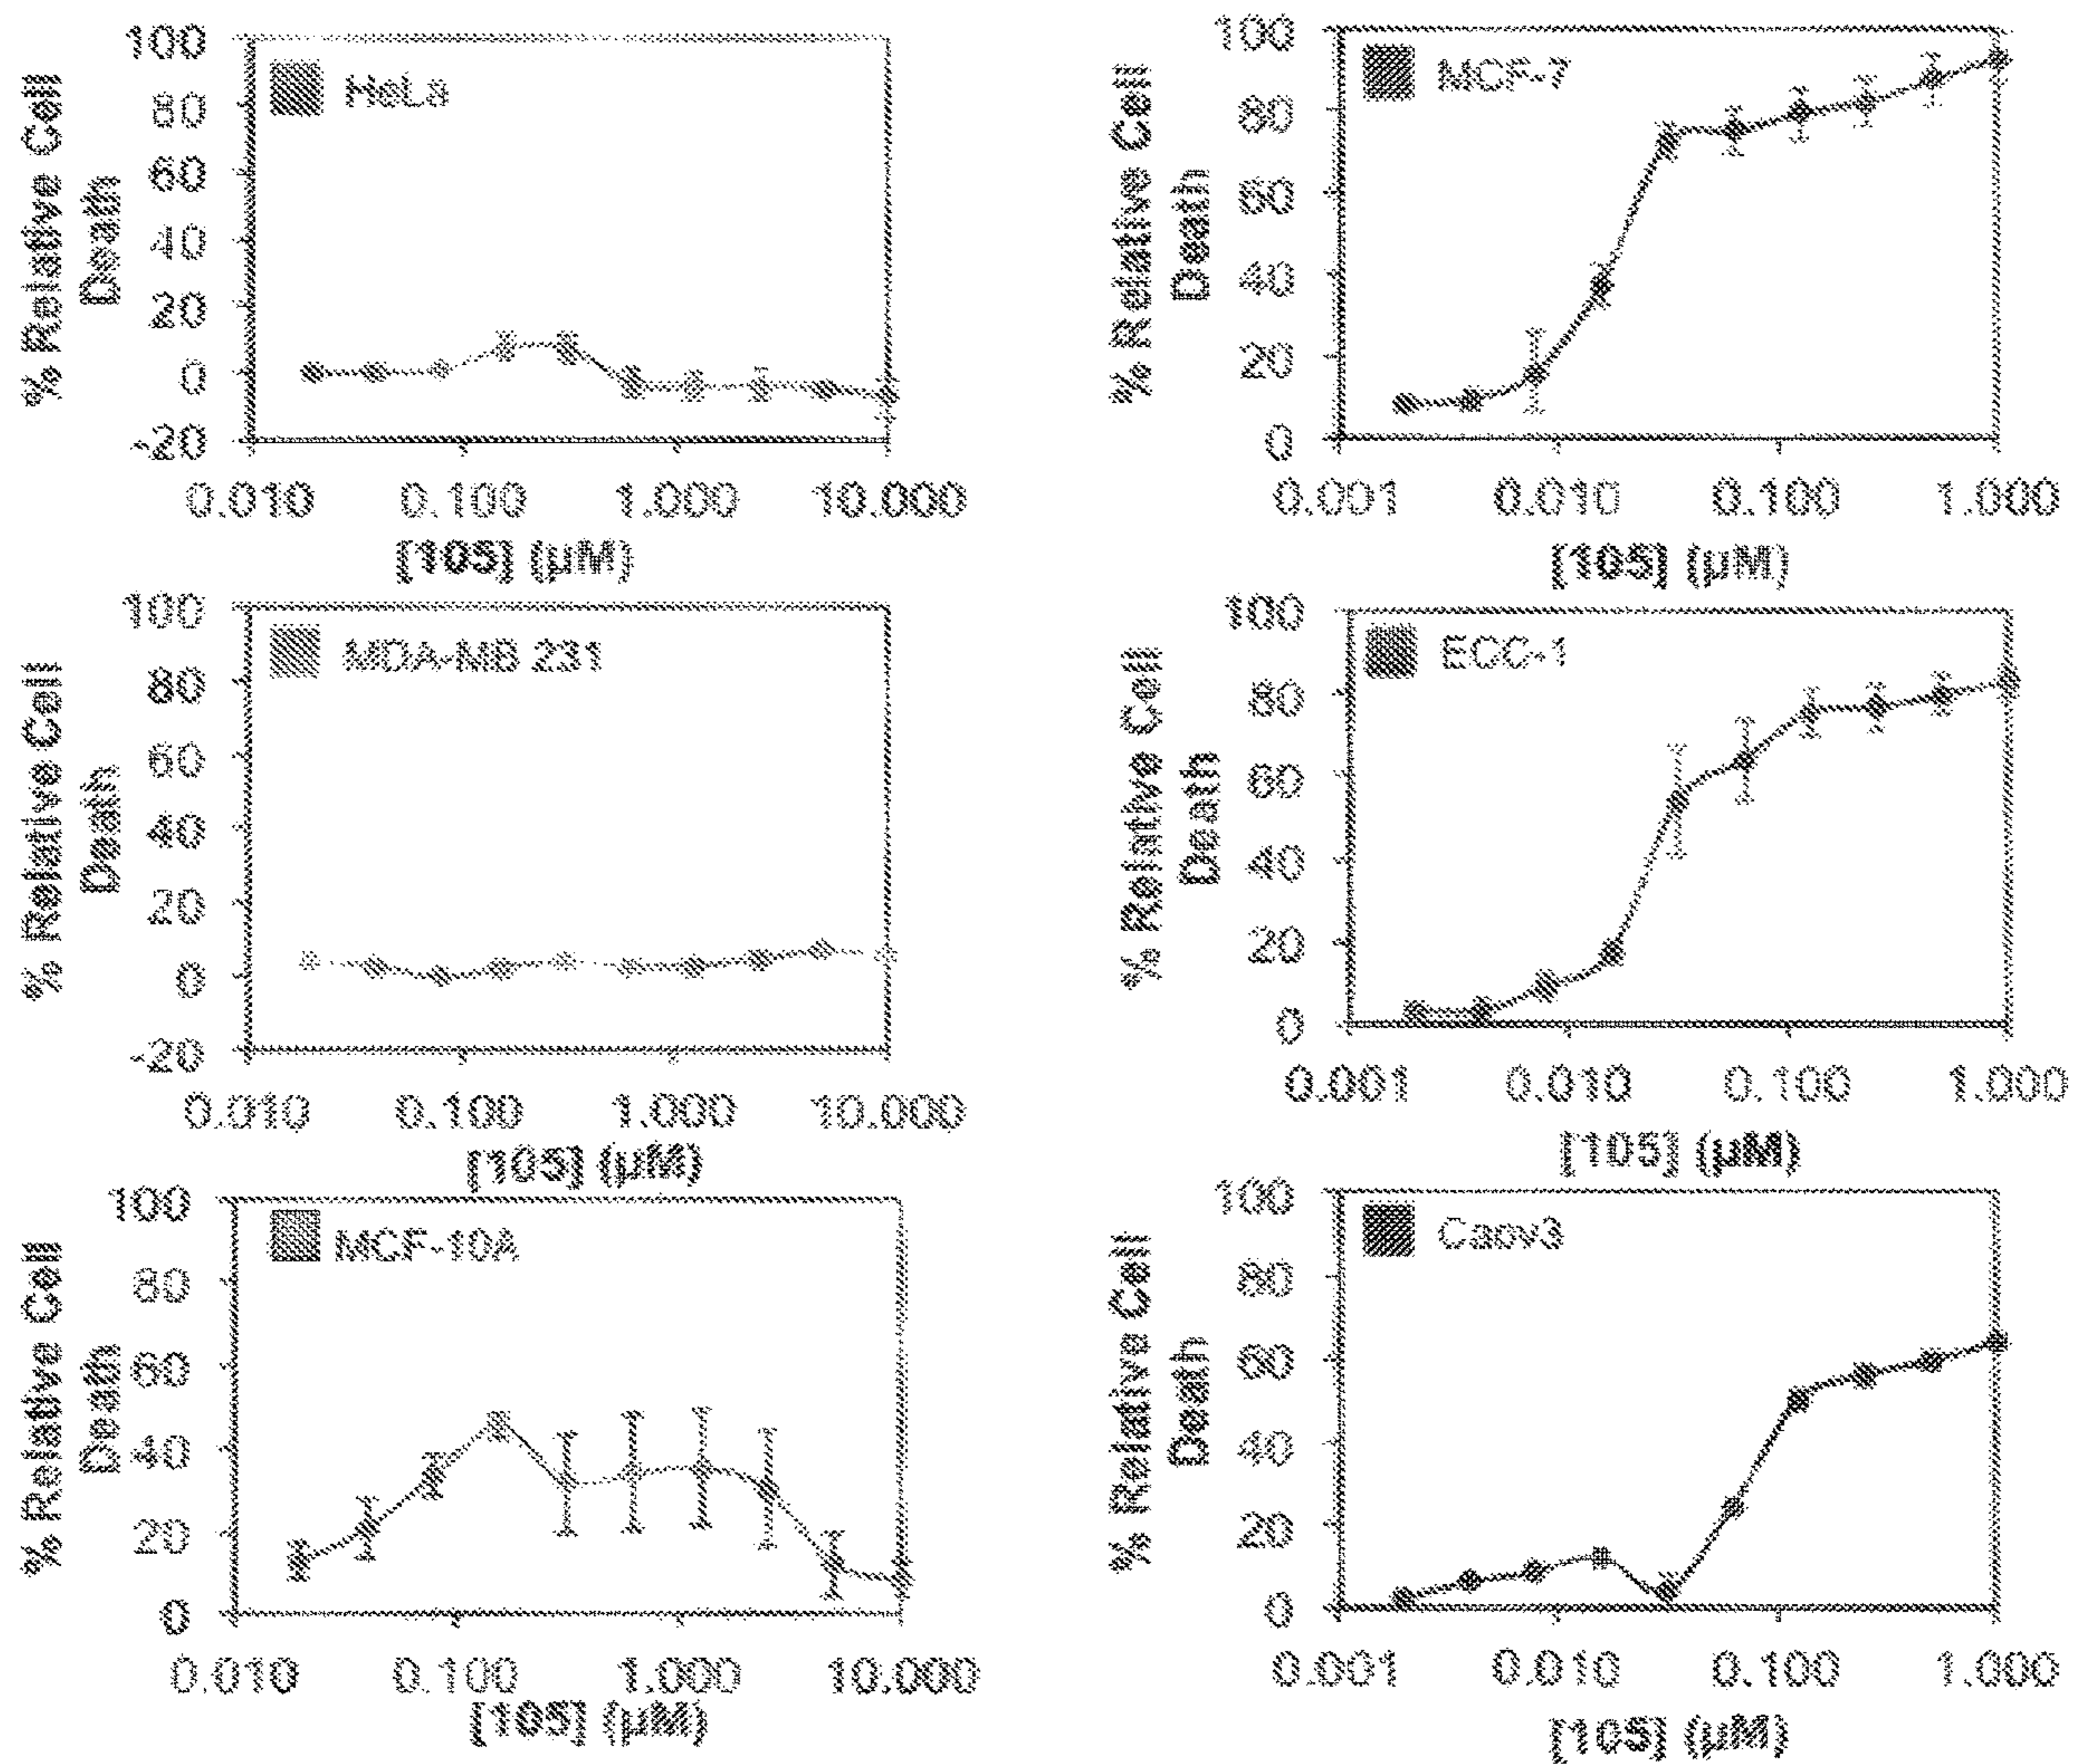 % Relative Cell
Death
100
80
60
40
20
0
-20
HeLa
0.010 0.100 1.000 10.000
[105] (µM)
% Relative Cell
Death
100
80
60
40
20
0
MCF-7
0.001 0.010 0.100 1.000
[105] (µM)
% Relative Cell
Death
100
80
60
40
20
0
-20
MDA-MB 231
0.010 0.100 1.000 10.000
[105] (µM)
% Relative Cell
Death
100
80
60
40
20
0
ECC-1
0.001 0.010 0.100 1.000
[105] (µM)
% Relative Cell
Death
100
80
60
40
20
0
MCF-10A
0.010 0.100 1.000 10.000
[105] (µM)
% Relative Cell
Death
100
80
60
40
20
0
Caov3
0.001 0.010 0.100 1.000
[105] (µM)